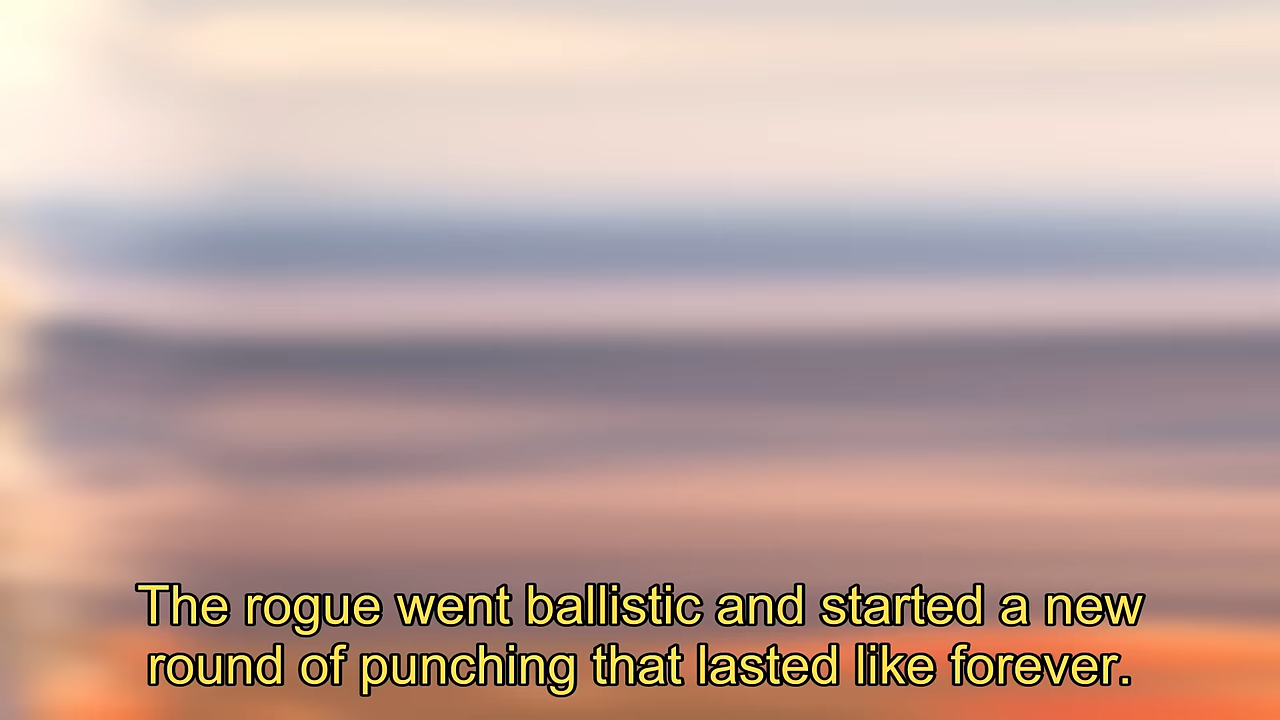 The rogue went ballistic and started a new
round of punching that lasted like forever.